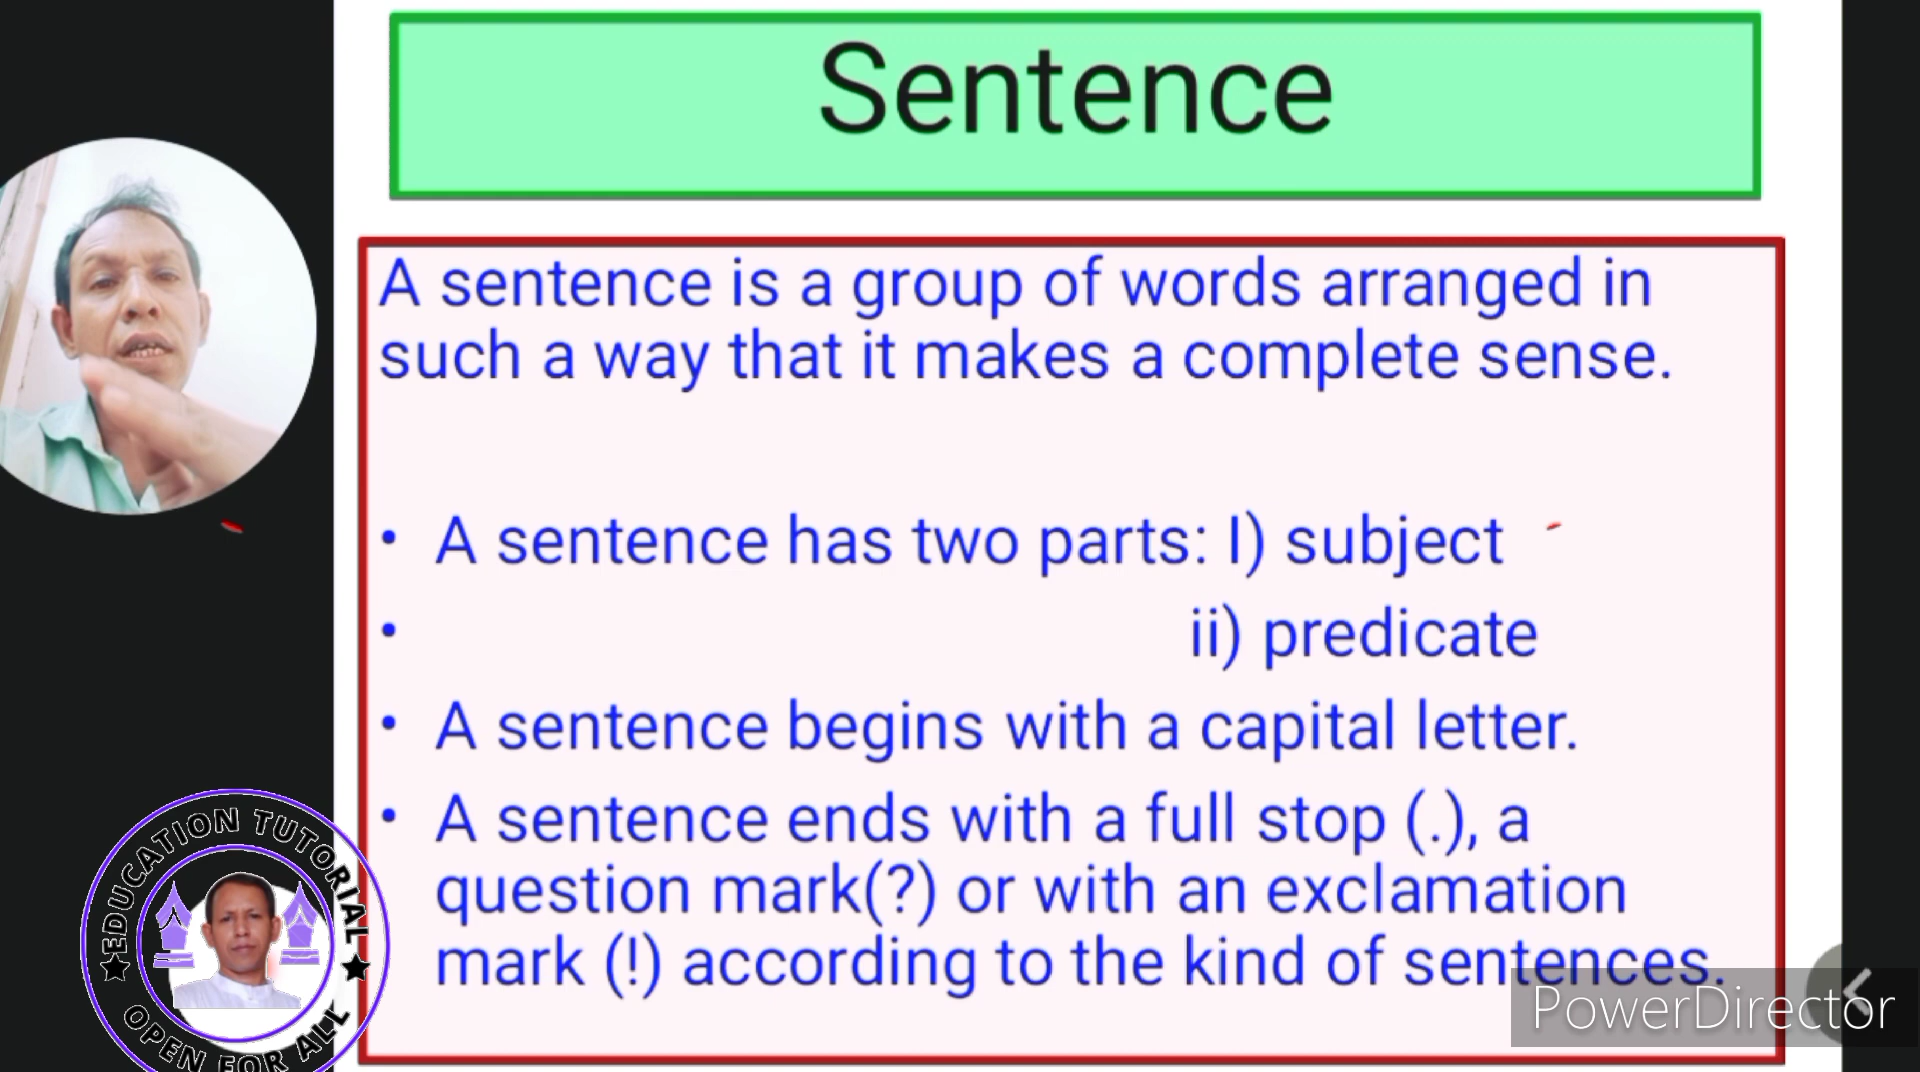 Sentence
A sentence is a group of words arranged in
such a way that it makes a complete sense.
• A sentence has two parts: I) subject
• ii) predicate
• A sentence begins with a capital letter.
• A sentence ends with a full stop (.), a
question mark(?) or with an exclamation
mark (!) according to the kind of sentences.
EDUCATION TUTORIAL
OPEN FOR ALL
PowerDirector